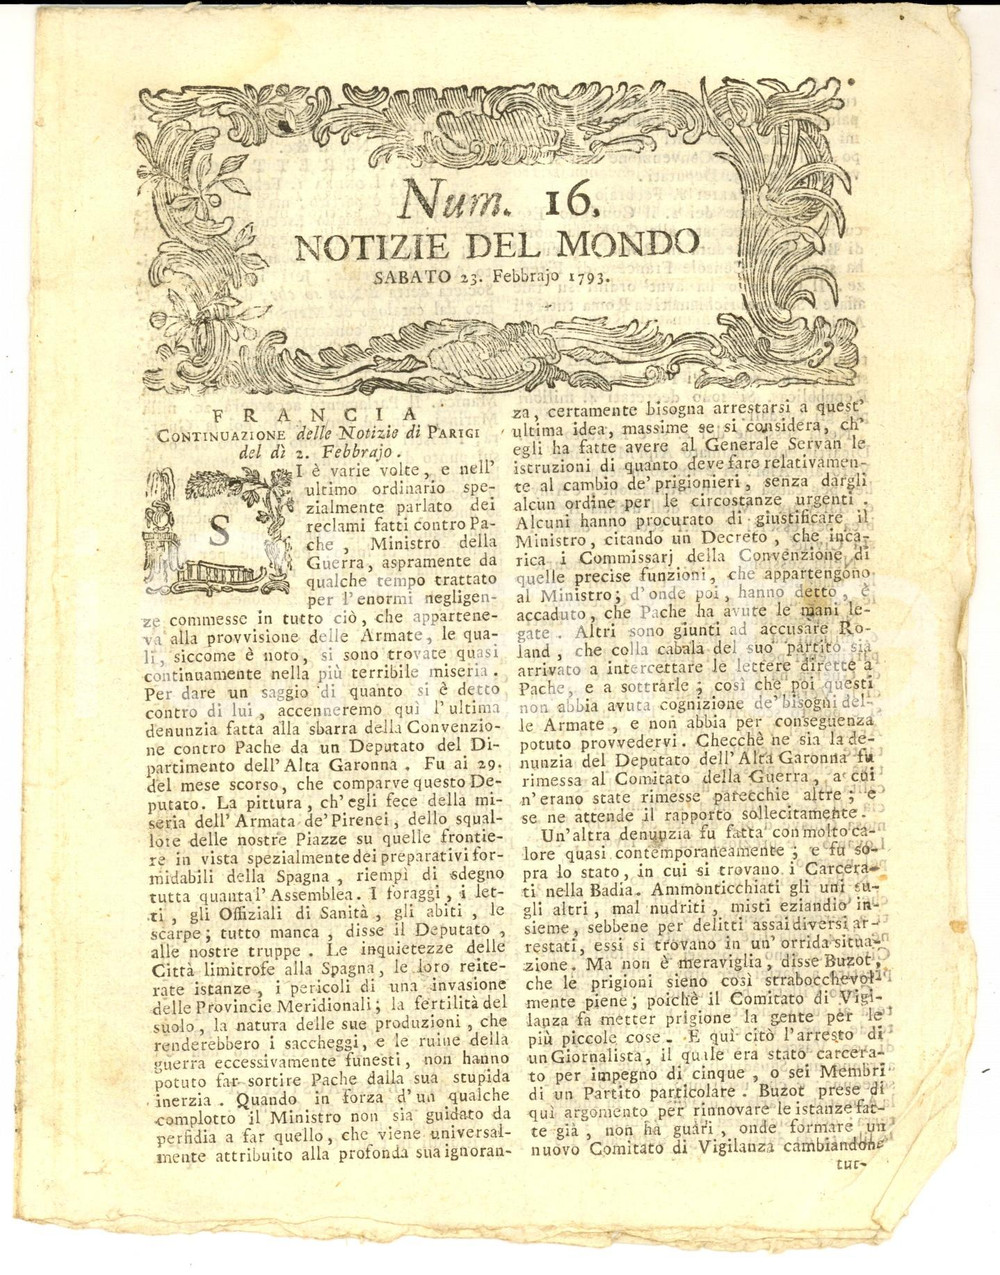 Num. 16.
NOTIZIE DEL MONDO
SABATO 23. Febbrajo 1793.
FRANCIA
CONTINUAZIONE delle Notizie di PARIGI
del dì 2. Febbrajo.
SI è varie volte, e nell'
ultimo ordinario spe-
zialmente parlato dei
reclami fatti contro Pa-
che, Ministro della
Guerra, aspramente da
qualche tempo trattato
per l'enormi negligen-
ze commesse in tutto ciò, che appartene-
va alla provvisione delle Armate, le qua-
li, siccome è noto, si sono trovate quasi
continuamente nella più terribile miseria.
Per dare un saggio di quanto si è detto
contro di lui, accenneremo quì l'ultima
denunzia fatta alla sbarra della Convenzio-
ne contro Pache da un Deputato del Di-
partimento dell'Alta Garonna. Fu ai 29.
del mese scorso, che comparve questo De-
putato. La pittura, ch'egli fece della mi-
seria dell'Armata de'Pirenei, dello squal-
lore delle nostre Piazze su quelle frontie-
re in vista spezialmente dei preparativi for-
midabili della Spagna, riempì di sdegno
tutta quanta l'Assemblea. I foraggi, i let-
ti, gli Offiziali di Sanità, gli abiti, le
scarpe; tutto manca, disse il Deputato,
alle nostre truppe. Le inquietezze delle
Città limitrofe alla Spagna, le loro reite-
rate istanze, i pericoli di una invasione
delle Provincie Meridionali; la fertilità del
suolo, la natura delle sue produzioni, che
renderebbero i saccheggi, e le ruine della
guerra eccessivamente funesti, non hanno
potuto far sortire Pache dalla sua stupida
inerzia. Quando in forza d'un qualche
complotto il Ministro non sia guidato da
perfidia a far quello, che viene universal-
mente attribuito alla profonda sua ignoran-
za, certamente bisogna arrestarsi a quest'
ultima idea, massime se si considera, ch'
egli ha fatte avere al Generale Servan le
istruzioni di quanto deve fare relativamen-
te al cambio de'prigionieri, senza dargli
alcun ordine per le circostanze urgenti.
Alcuni hanno procurato di giustificare il
Ministro, citando un Decreto, che inca-
rica i Commissarj della Convenzione di
quelle precise funzioni, che appartengono
al Ministro; d'onde poi, hanno detto, è
accaduto, che Pache ha avute le mani le-
gate. Altri sono giunti ad accusare Ro-
land, che colla cabala del suo partito sia
arrivato a intercettare le lettere dirette a
Pache, e a sottrarle; così che poi questi
non abbia avuta cognizione de'bisogni del-
le Armate, e non abbia per conseguenza
potuto provvedervi. Checchè ne sia la de-
nunzia del Deputato dell'Alta Garonna fu
rimessa al Comitato della Guerra, a cui
n'erano state rimesse parecchie altre; e
se ne attende il rapporto sollecitamente.
Un'altra denunzia fu fatta con molto ca-
lore quasi contemporaneamente; e fu so-
pra lo stato, in cui si trovano i Carcera-
ti nella Badia. Ammonticchiati gli uni su-
gli altri, mal nudriti, misti eziandio in-
sieme, sebbene per delitti assai diversi ar-
restati, essi si trovano in un'orrida situa-
zione. Ma non è meraviglia, disse Buzot,
che le prigioni sieno così strabocchevol-
mente piene; poichè il Comitato di Vigi-
lanza fa metter prigione la gente per le
più piccole cose. E quì citò l'arresto di
un Giornalista, il quale era stato carcera-
to per impegno di cinque, o sei Membri
di un Partito particolare. Buzot prese di
quì argomento per rinnovare le istanze fat-
te già, non ha guari, onde formare un
nuovo Comitato di Vigilanza cambiandone
tut-